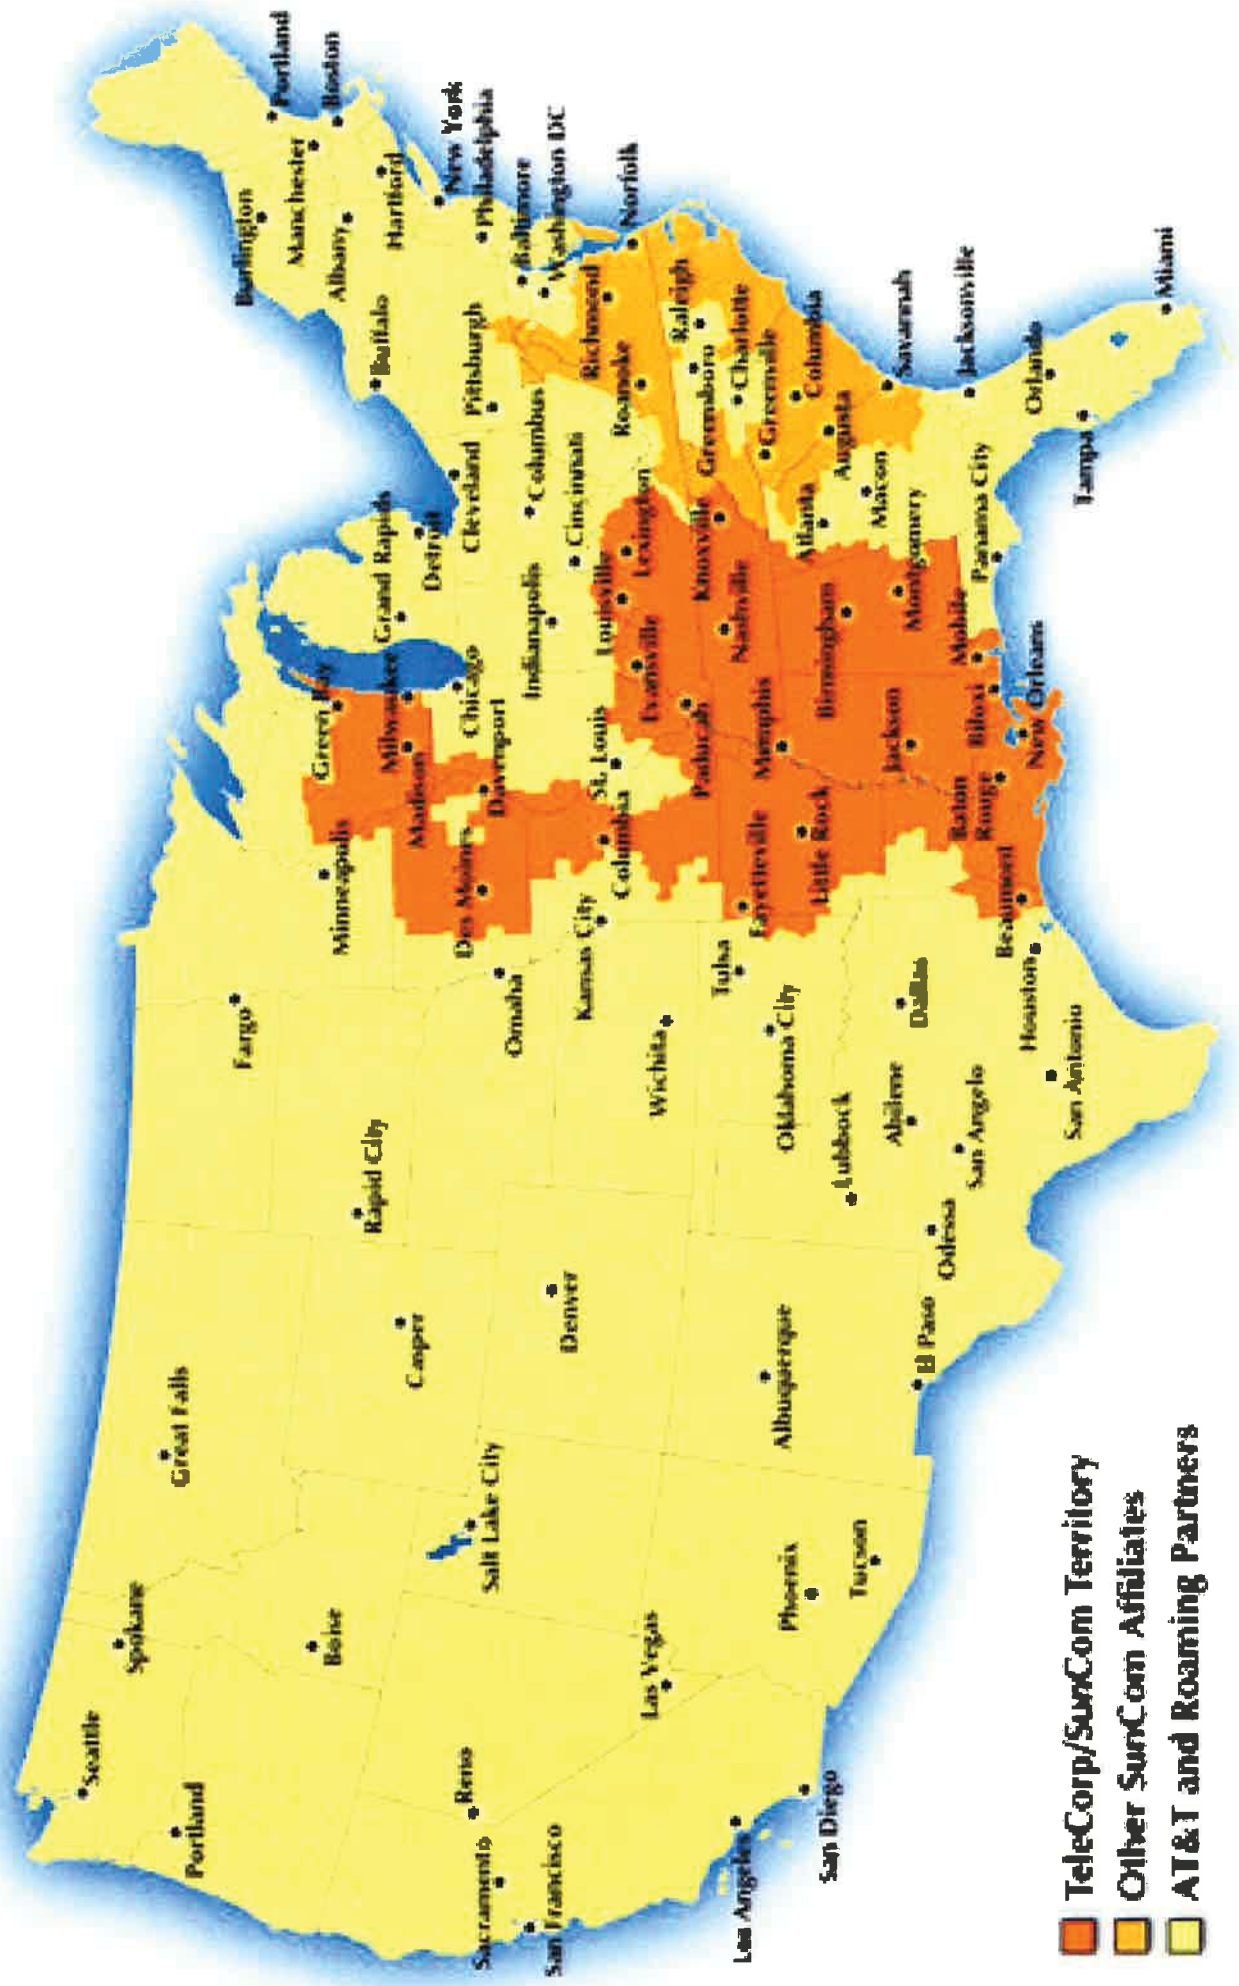 Seattle
Spokane
Portland
Great Falls
Fargo
Boise
Rapid City
Casper
Minneapolis
Green Bay
Milwaukee
Madison
Grand Rapids
Detroit
Buffalo
Burlington
Manchester
Albany
Portland
Boston
Hartford
New York
Philadelphia
Baltimore
Washington DC
Pittsburgh
Cleveland
Columbus
Cincinnati
Indianapolis
Chicago
Davenport
Des Moines
Omaha
Salt Lake City
Reno
Sacramento
San Francisco
Denver
Kansas City
Columbia
St. Louis
Louisville
Evansville
Lexington
Roanoke
Richmond
Norfolk
Raleigh
Greensboro
Charlotte
Greenville
Columbia
Knoxville
Nashville
Paducah
Memphis
Fayetteville
Little Rock
Tulsa
Wichita
Oklahoma City
Las Vegas
Los Angeles
San Diego
Phoenix
Tucson
Albuquerque
El Paso
Lubbock
Abilene
Dallas
Odessa
San Angelo
San Antonio
Houston
Beaumont
Baton
Rouge
Jackson
Biloxi
New Orleans
Mobile
Birmingham
Montgomery
Atlanta
Macon
Augusta
Savannah
Jacksonville
Panama City
Orlando
Tampa
Miami
TeleCorp/SunCom Territory
Other SunCom Affiliates
AT&T and Roaming Partners